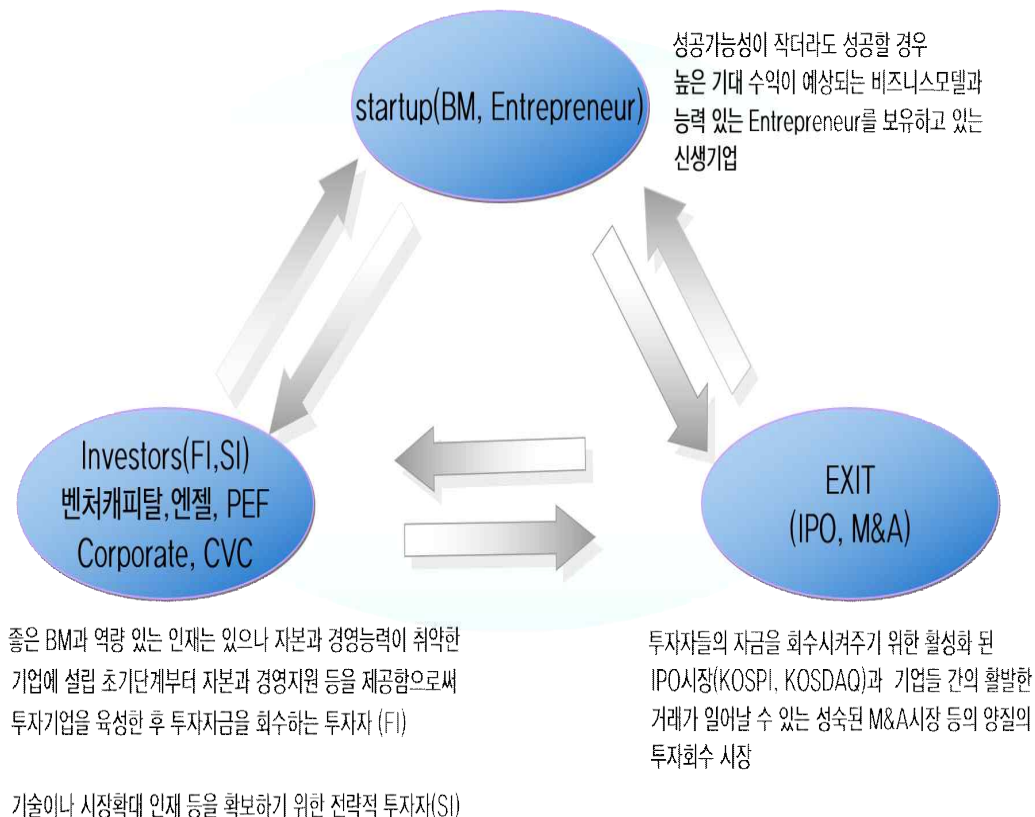 startup(BM, Entrepreneur)
성공가능성이 작더라도 성공할 경우
높은 기대 수익이 예상되는 비즈니스모델과
능력 있는 Entrepreneur를 보유하고 있는
신생기업
Investors(FI,SI)
벤처캐피탈,엔젤, PEF
Corporate, CVC
EXIT
(IPO, M&A)
좋은 BM과 역량 있는 인재는 있으나 자본과 경영능력이 취약한
기업에 설립 초기단계부터 자본과 경영지원 등을 제공함으로써
투자기업을 육성한 후 투자자금을 회수하는 투자자 (FI)
기술이나 시장확대 인재 등을 확보하기 위한 전략적 투자자(SI)
투자자들의 자금을 회수시켜주기 위한 활성화 된
IPO시장(KOSPI, KOSDAQ)과 기업들 간의 활발한
거래가 일어날 수 있는 성숙된 M&A시장 등의 양질의
투자회수 시장